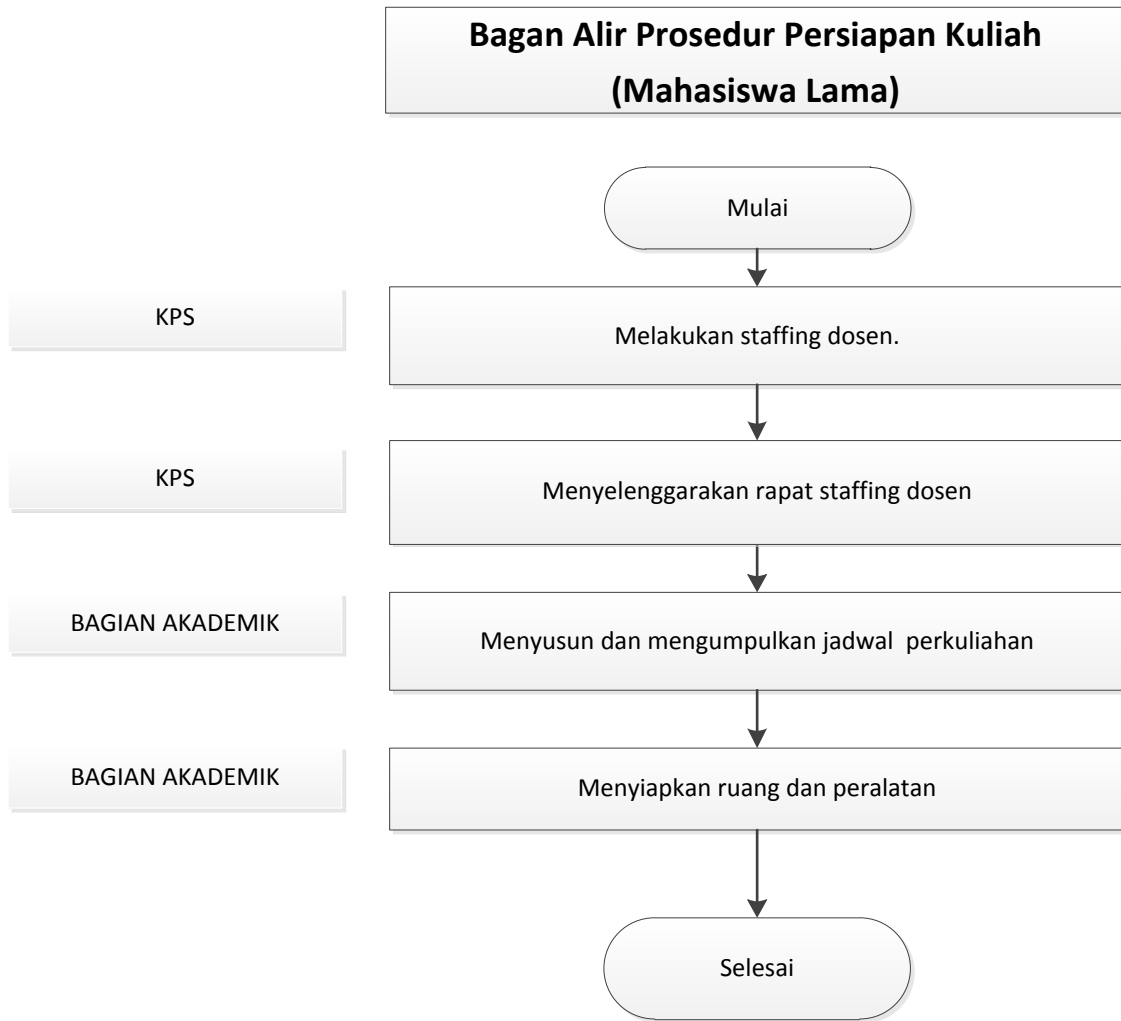 Bagan Alir Prosedur Persiapan Kuliah
(Mahasiswa Lama)
Mulai
KPS
Melakukan staffing dosen.
KPS
Menyelenggarakan rapat staffing dosen
BAGIAN AKADEMIK
Menyusun dan mengumpulkan jadwal  perkuliahan
BAGIAN AKADEMIK
Menyiapkan ruang dan peralatan
Selesai